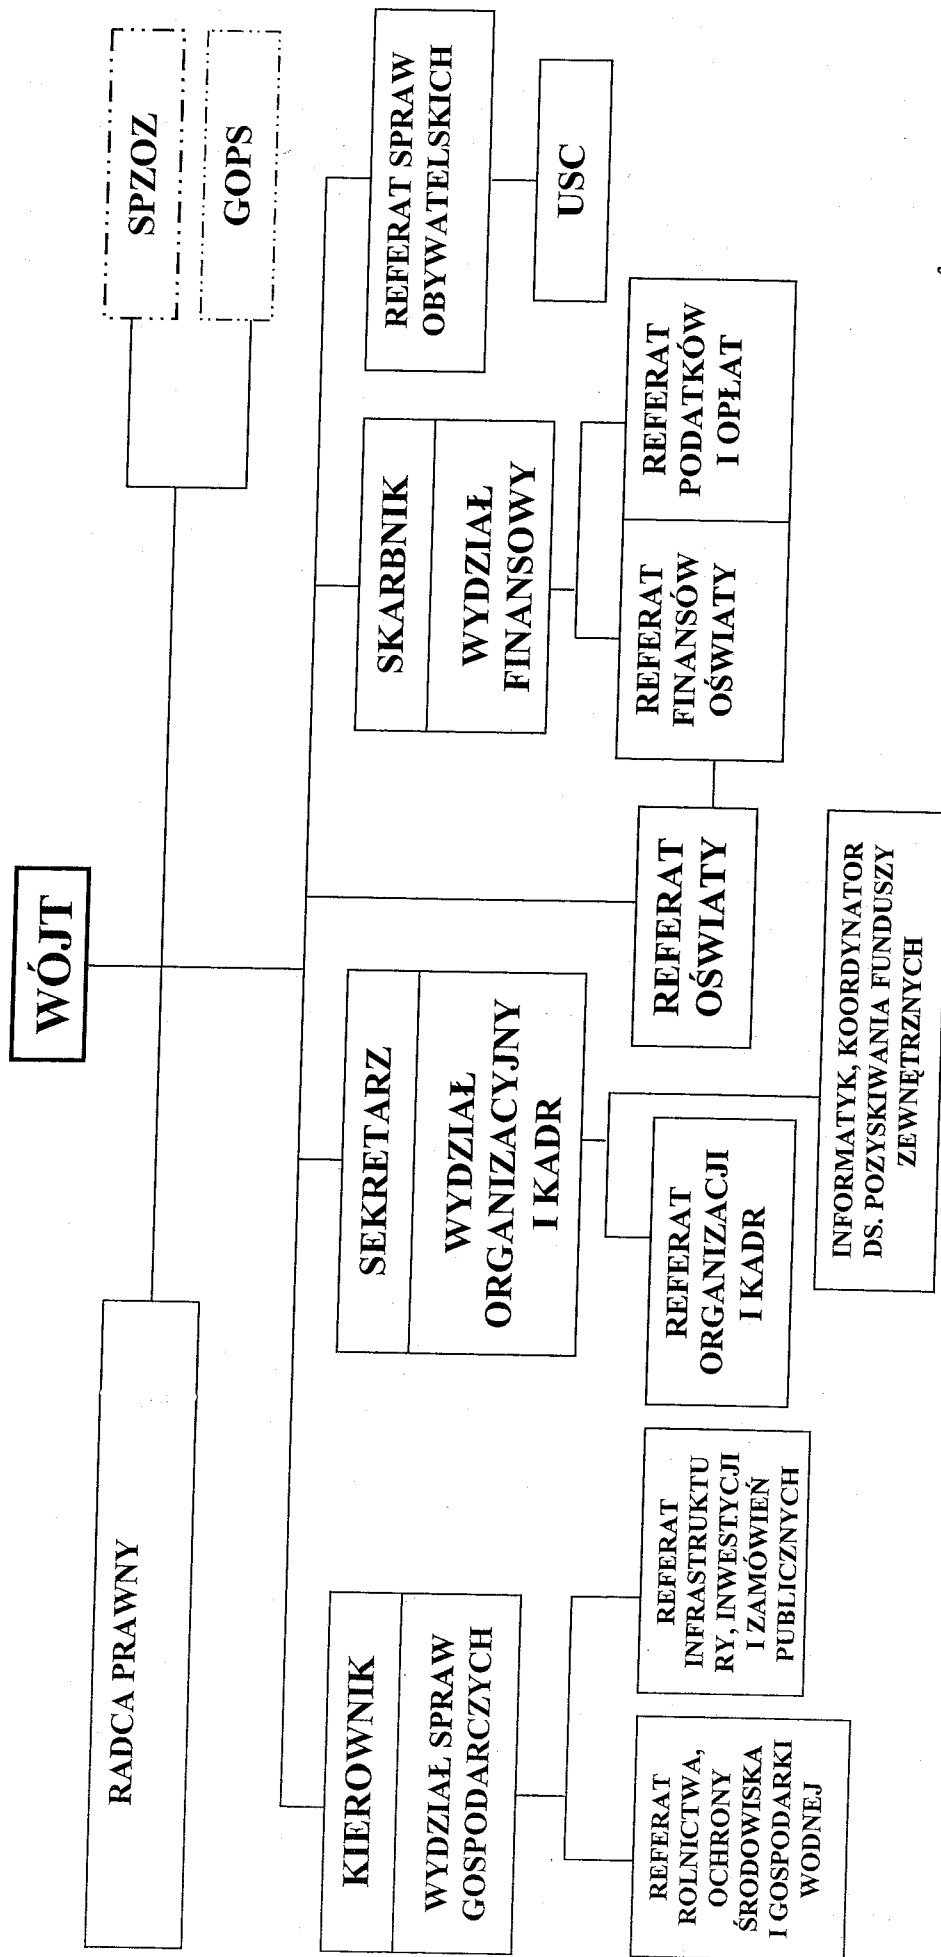 WÓJT
RADCA PRAWNY
SPZOZ
GOPS
KIEROWNIK
WYDZIAŁ SPRAW
GOSPODARCZYCH
SEKRETARZ
WYDZIAŁ
ORGANIZACYJNY
I KADR
REFERAT
OŚWIATY
SKARBNIK
WYDZIAŁ
FINANSOWY
REFERAT SPRAW
OBYWATELSKICH
USC
REFERAT
ROLNICTWA,
OCHRONY
ŚRODOWISKA
I GOSPODARKI
WODNEJ
REFERAT
INFRASTRUKTU
RY, INWESTYCJI
I ZAMÓWIEŃ
PUBLICZNYCH
REFERAT
ORGANIZACJI
I KADR
INFORMATYK, KOORDYNATOR
DS. POZYSKIWANIA FUNDUSZY
ZEWNĘTRZNYCH
REFERAT
FINANSÓW
OŚWIATY
REFERAT
PODATKÓW
I OPŁAT